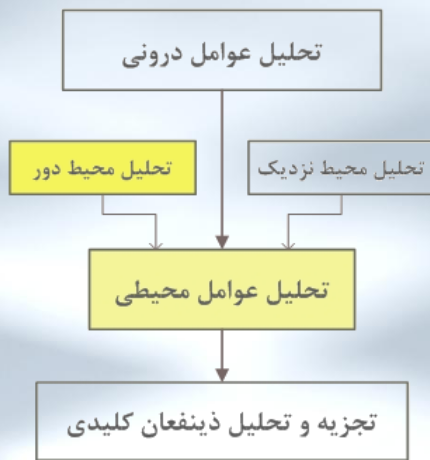 تحلیل عوامل درونی
تحلیل محیط نزدیک
تحلیل محیط دور
تحلیل عوامل محیطی
تجزیه و تحلیل ذینفعان کلیدی